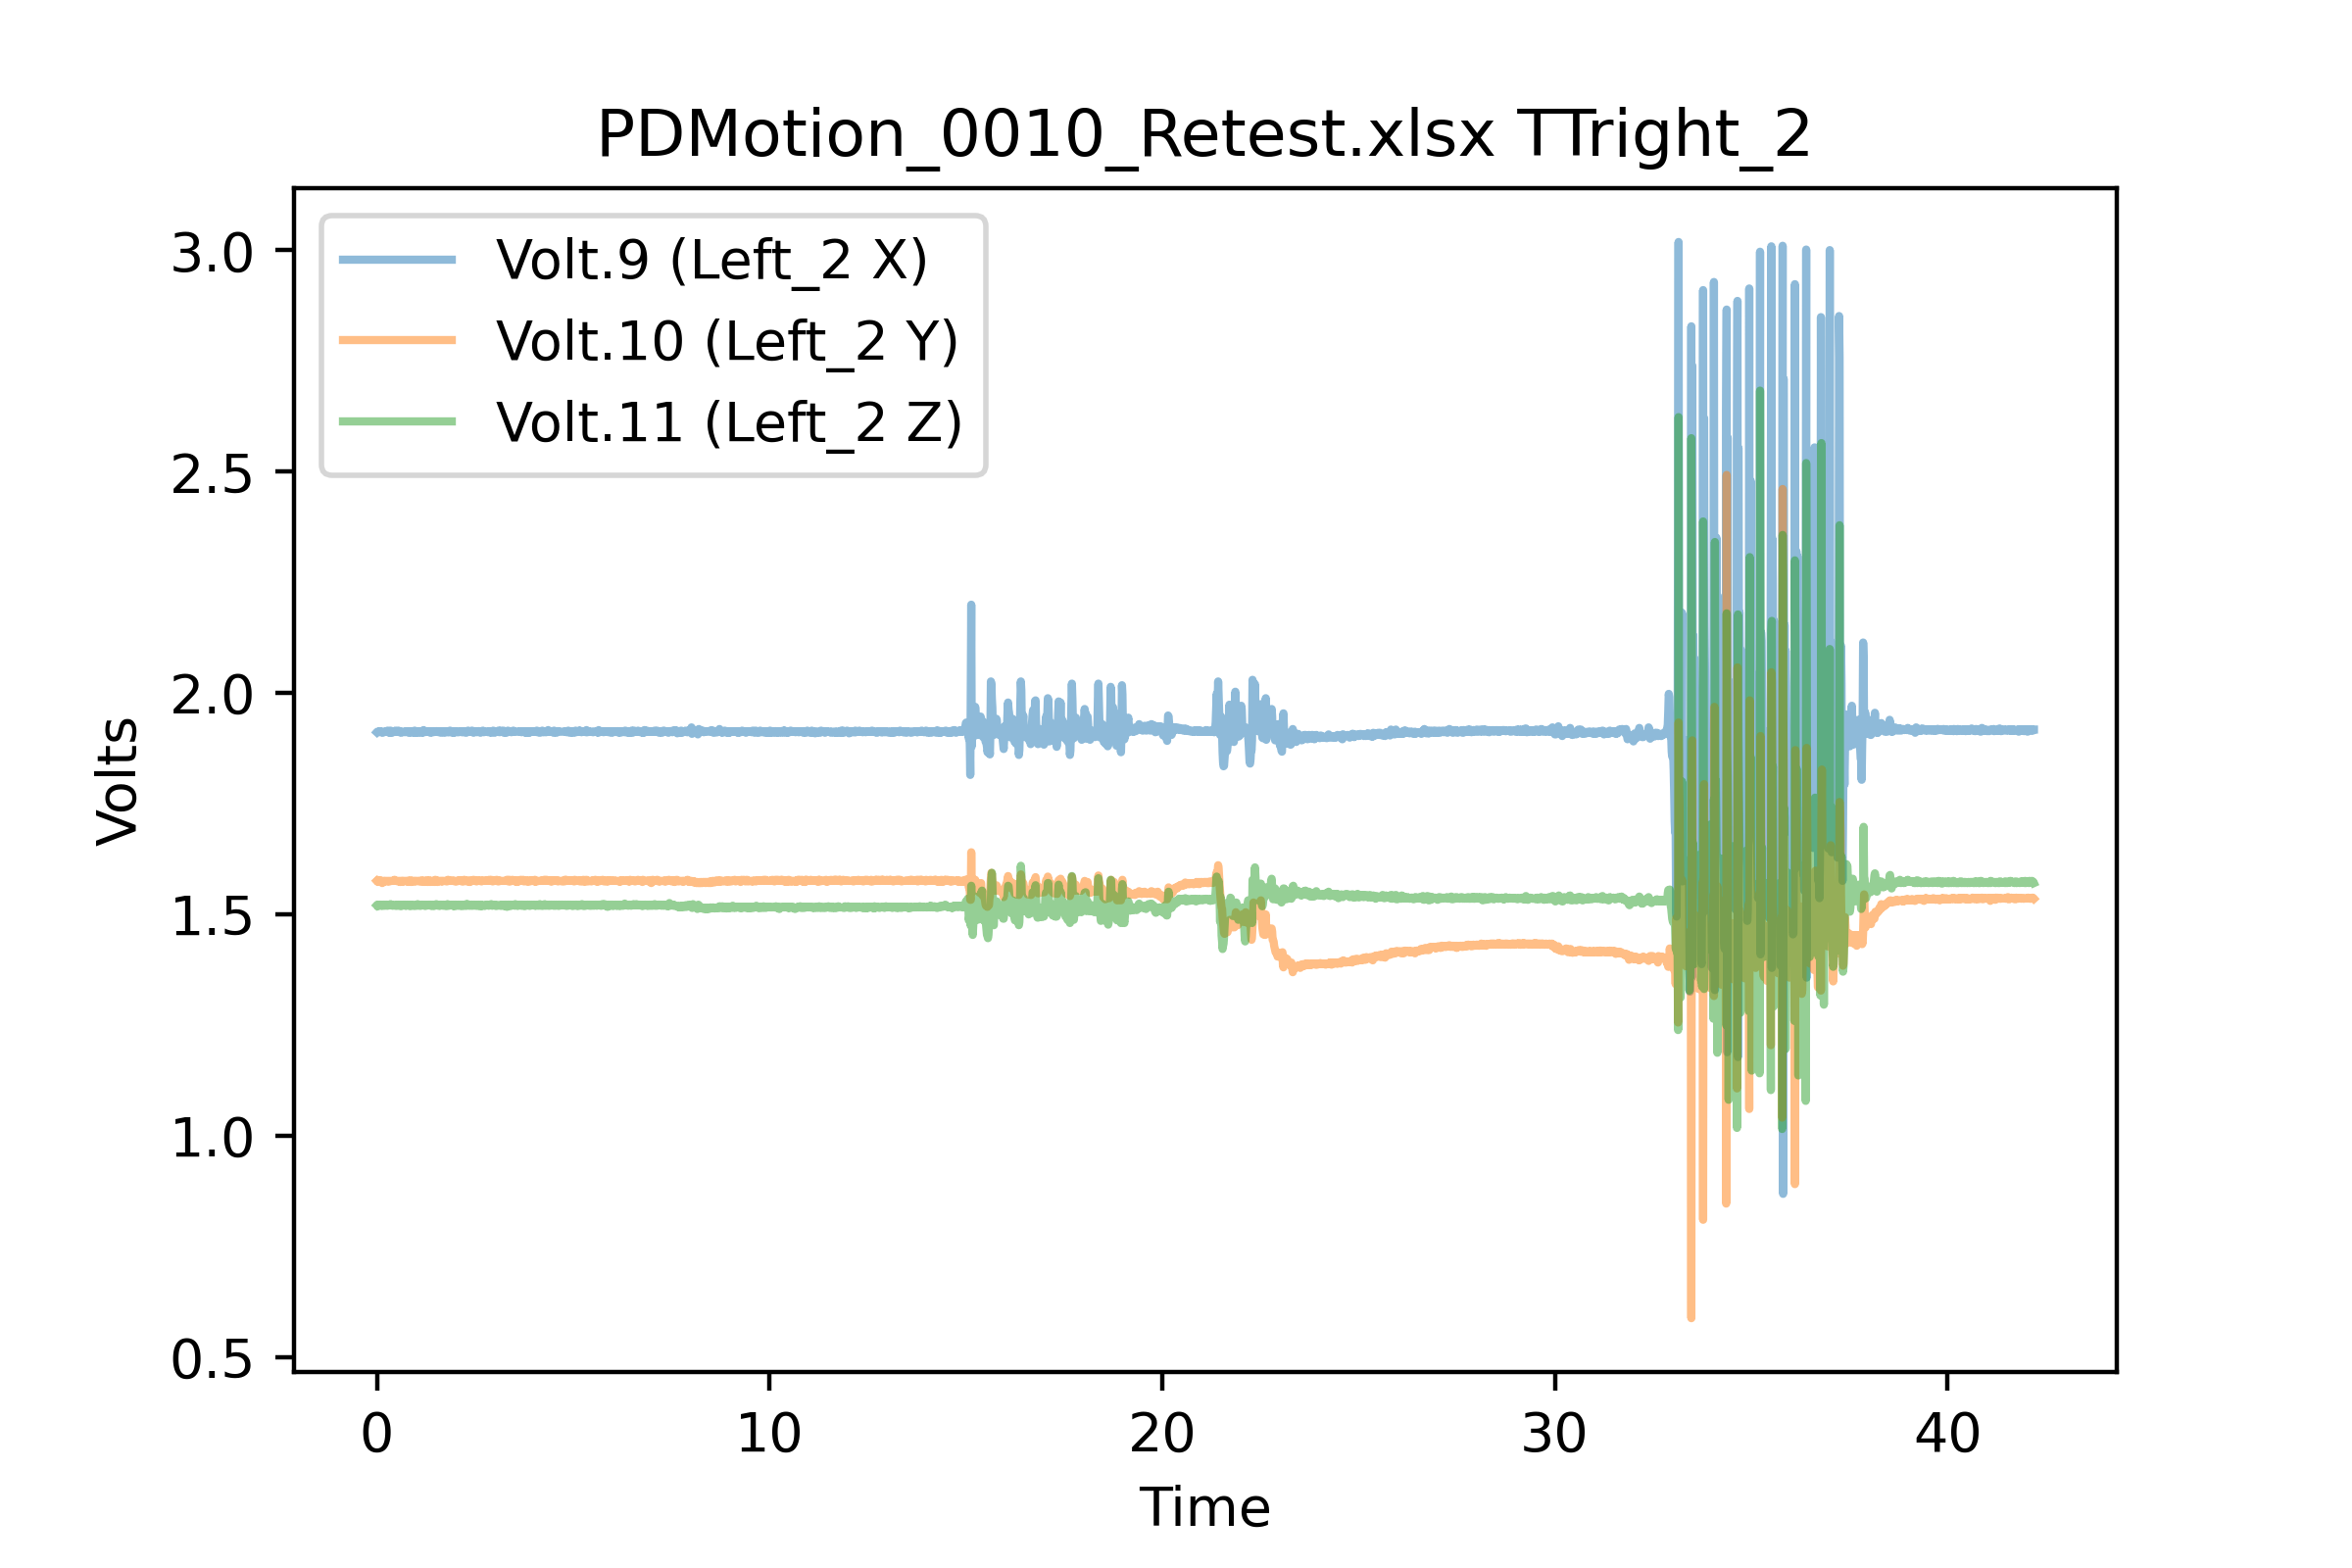 PDMotion_0010_Retest.xlsx TTright_2
Volt.9 (Left_2 X)
Volt.10 (Left_2 Y)
Volt.11 (Left_2 Z)
3.0
2.5
2.0
1.5
1.0
0.5
Volts
0 10 20 30 40
Time